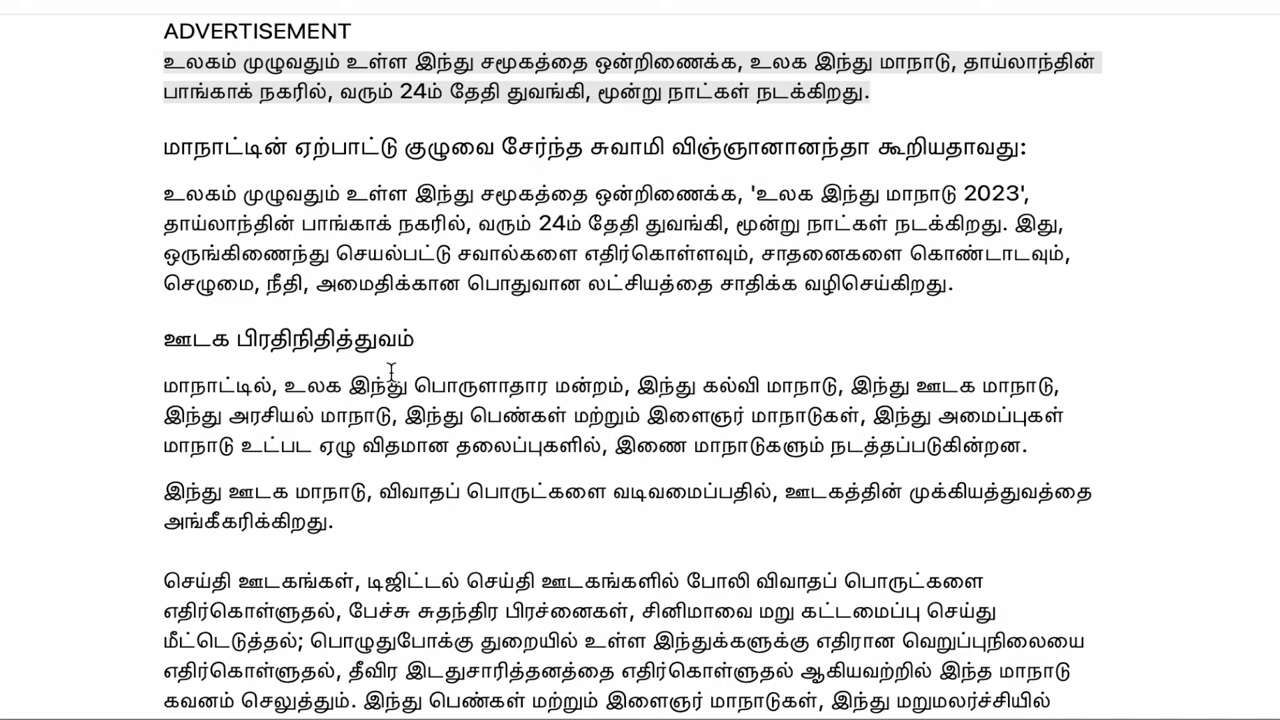 ADVERTISEMENT
உலகம் முழுவதும் உள்ள இந்து சமூகத்தை ஒன்றிணைக்க, உலக இந்து மாநாடு, தாய்லாந்தின்
பாங்காக் நகரில், வரும் 24ம் தேதி துவங்கி, மூன்று நாட்கள் நடக்கிறது.
மாநாட்டின் ஏற்பாட்டு குழுவை சேர்ந்த சுவாமி விஞ்ஞானானந்தா கூறியதாவது:
உலகம் முழுவதும் உள்ள இந்து சமூகத்தை ஒன்றிணைக்க, 'உலக இந்து மாநாடு 2023',
தாய்லாந்தின் பாங்காக் நகரில், வரும் 24ம் தேதி துவங்கி, மூன்று நாட்கள் நடக்கிறது. இது,
ஒருங்கிணைந்து செயல்பட்டு சவால்களை எதிர்கொள்ளவும், சாதனைகளை கொண்டாடவும்,
செழுமை, நீதி, அமைதிக்கான பொதுவான லட்சியத்தை சாதிக்க வழிசெய்கிறது.
ஊடக பிரதிநிதித்துவம்
மாநாட்டில், உலக இந்து பொருளாதார மன்றம், இந்து கல்வி மாநாடு, இந்து ஊடக மாநாடு,
இந்து அரசியல் மாநாடு, இந்து பெண்கள் மற்றும் இளைஞர் மாநாடுகள், இந்து அமைப்புகள்
மாநாடு உட்பட ஏழு விதமான தலைப்புகளில், இணை மாநாடுகளும் நடத்தப்படுகின்றன.
இந்து ஊடக மாநாடு, விவாதப் பொருட்களை வடிவமைப்பதில், ஊடகத்தின் முக்கியத்துவத்தை
அங்கீகரிக்கிறது.
செய்தி ஊடகங்கள், டிஜிட்டல் செய்தி ஊடகங்களில் போலி விவாதப் பொருட்களை
எதிர்கொள்ளுதல், பேச்சு சுதந்திர பிரச்னைகள், சினிமாவை மறு கட்டமைப்பு செய்து
மீட்டெடுத்தல்; பொழுதுபோக்கு துறையில் உள்ள இந்துக்களுக்கு எதிரான வெறுப்புநிலையை
எதிர்கொள்ளுதல், தீவிர இடதுசாரித்தனத்தை எதிர்கொள்ளுதல் ஆகியவற்றில் இந்த மாநாடு
கவனம் செலுத்தும். இந்து பெண்கள் மற்றும் இளைஞர் மாநாடுகள், இந்து மறுமலர்ச்சியில்